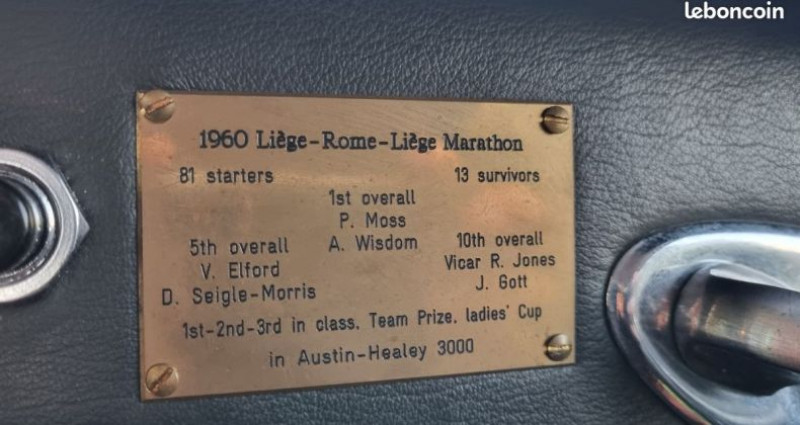 leboncoin
1960 Liège-Rome-Liège Marathon
81 starters 13 survivors
1st overall
P. Moss
5th overall A. Wisdom 10th overall
V. Elford Vicar R. Jones
D. Seigle-Morris J. Gott
1st-2nd-3rd in class. Team Prize. ladies' Cup
in Austin-Healey 3000